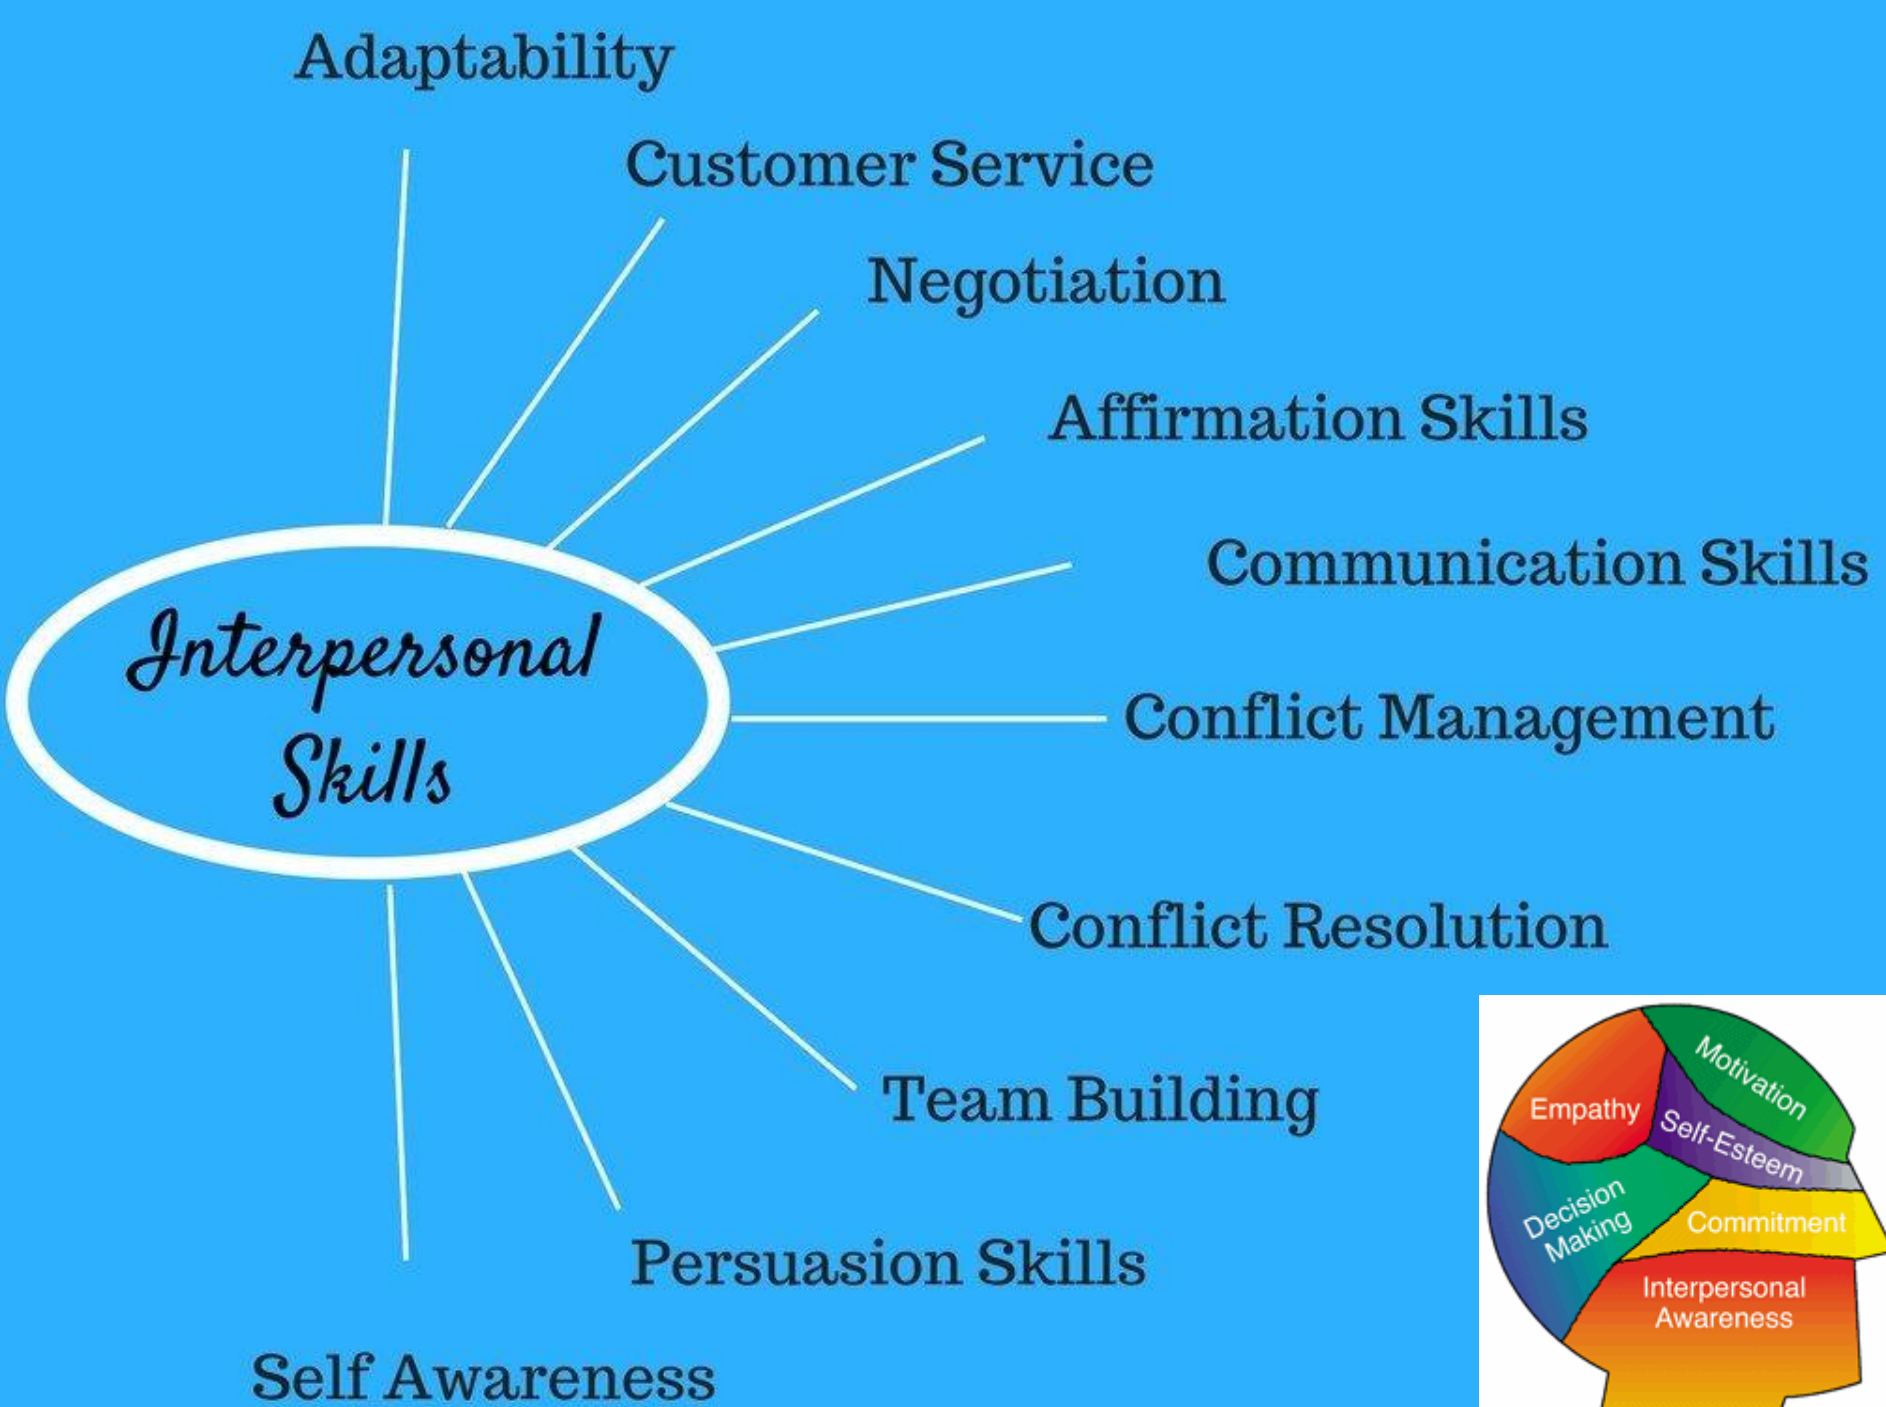 Adaptability
Customer Service
Negotiation
Affirmation Skills
Communication Skills
Interpersonal
Skills
Conflict Management
Conflict Resolution
Team Building
Persuasion Skills
Self Awareness
Motivation
Empathy
Self-Esteem
Decision
Making
Commitment
Interpersonal
Awareness